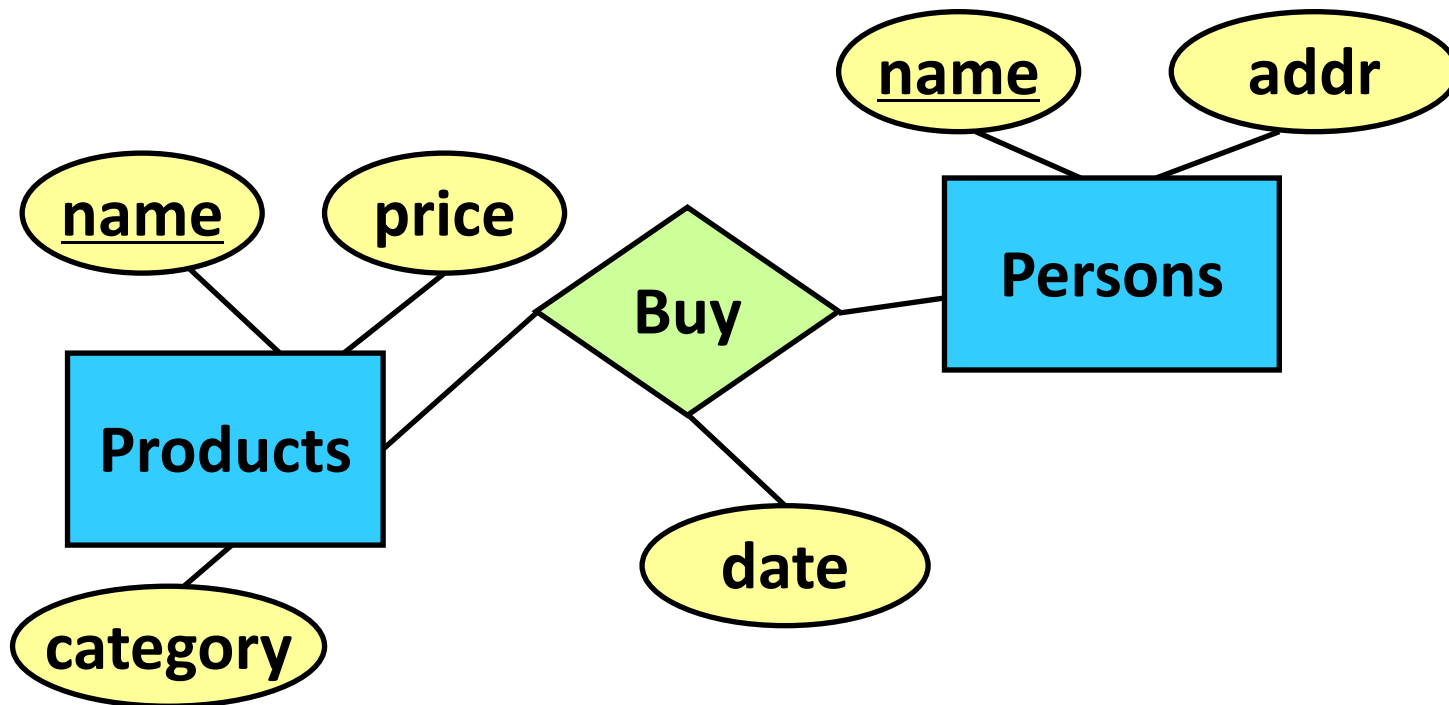 name
addr
name
price
Persons
Buy
Products
date
category